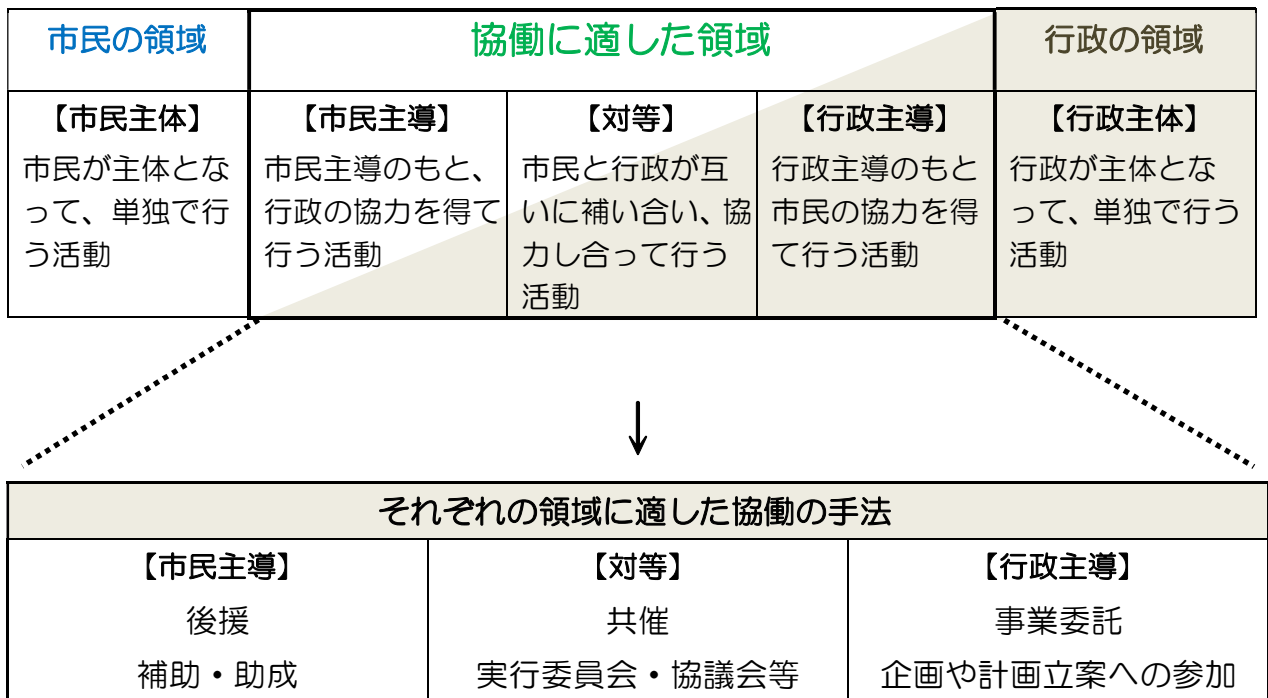 市民の領域
協働に適した領域
行政の領域
【市民主体】
市民が主体とな
って、単独で行
う活動
【市民主導】
市民主導のもと、
行政の協力を得て
行う活動
【対等】
市民と行政が互
いに補い合い、協
力し合って行う
活動
【行政主導】
行政主導のもと
市民の協力を得
て行う活動
【行政主体】
行政が主体とな
って、単独で行う
活動
それぞれの領域に適した協働の手法
【市民主導】
後援
補助・助成
【対等】
共催
実行委員会・協議会等
【行政主導】
事業委託
企画や計画立案への参加